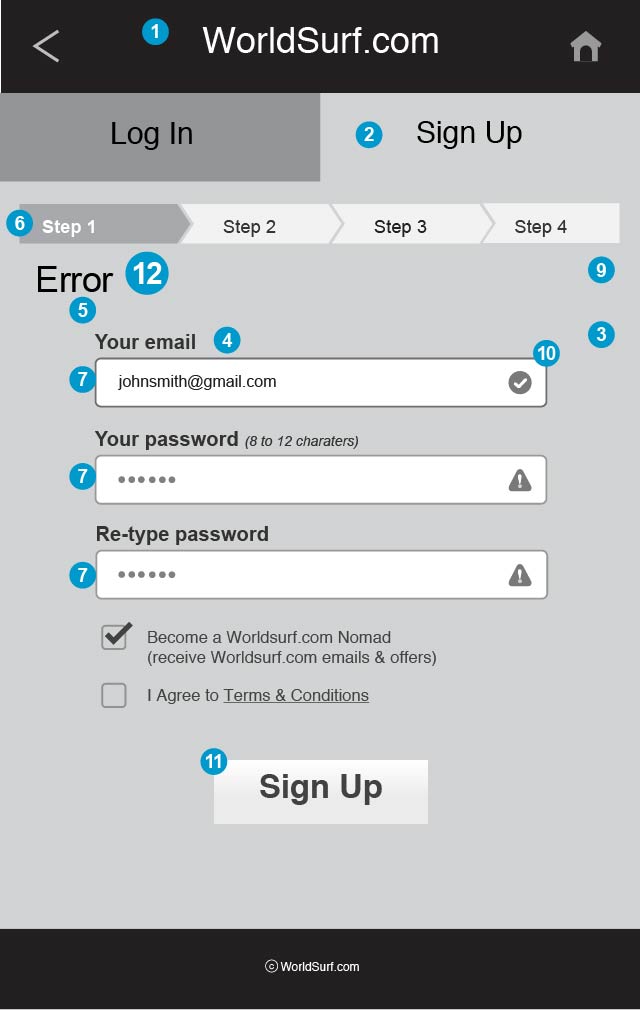 1 WorldSurf.com
Log In
2 Sign Up
6 Step 1 Step 2 Step 3 Step 4
Error 12
9
5
3
Your email 4
10
7 johnsmith@gmail.com
Your password (8 to 12 charaters)
7 ••••••
Re-type password
7 ••••••
Become a Worldsurf.com Nomad
(receive Worldsurf.com emails & offers)
I Agree to Terms & Conditions
11
Sign Up
© WorldSurf.com